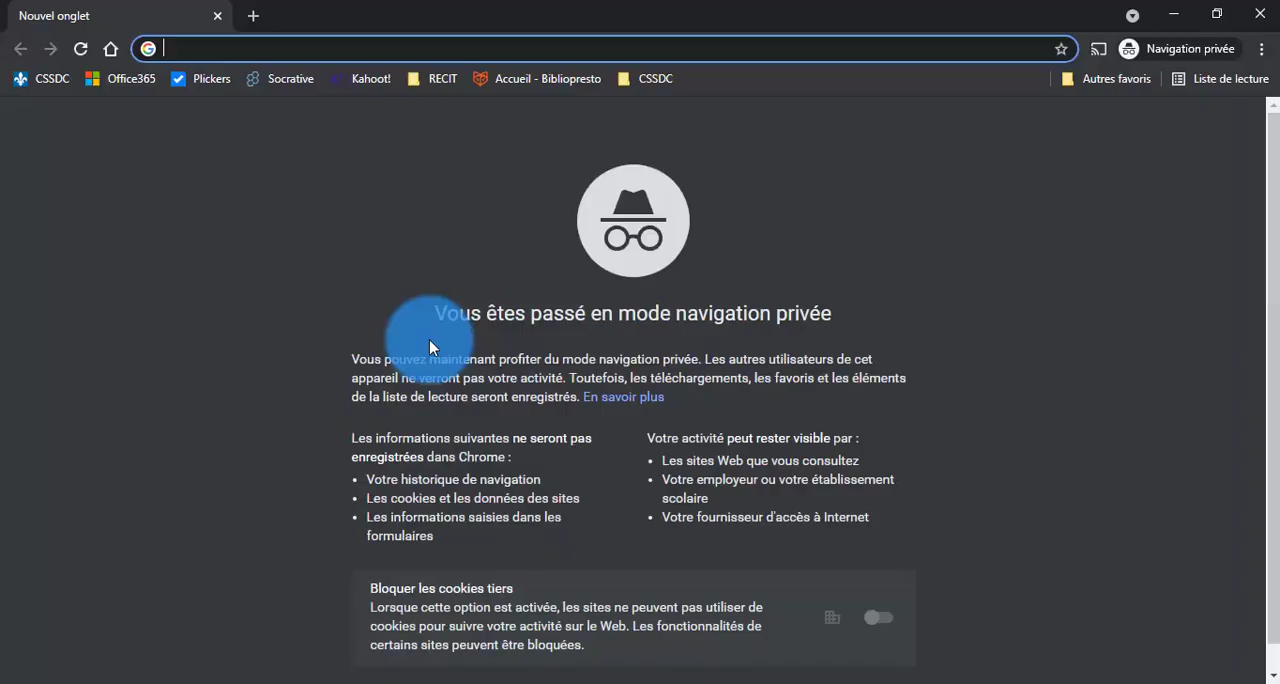 Nouvel onglet
Navigation privée
CSSDC Office365 Plickers Socrative Kahoot! RECIT Accueil - Bibliopresto CSSDC Autres favoris Liste de lecture
Vous êtes passé en mode navigation privée
Vous pouvez maintenant profiter du mode navigation privée. Les autres utilisateurs de cet
appareil ne verront pas votre activité. Toutefois, les téléchargements, les favoris et les éléments
de la liste de lecture seront enregistrés. En savoir plus
Les informations suivantes ne seront pas
enregistrées dans Chrome :
• Votre historique de navigation
• Les cookies et les données des sites
• Les informations saisies dans les
formulaires
Votre activité peut rester visible par :
• Les sites Web que vous consultez
• Votre employeur ou votre établissement
scolaire
• Votre fournisseur d'accès à Internet
Bloquer les cookies tiers
Lorsque cette option est activée, les sites ne peuvent pas utiliser de
cookies pour suivre votre activité sur le Web. Les fonctionnalités de
certains sites peuvent être bloquées.